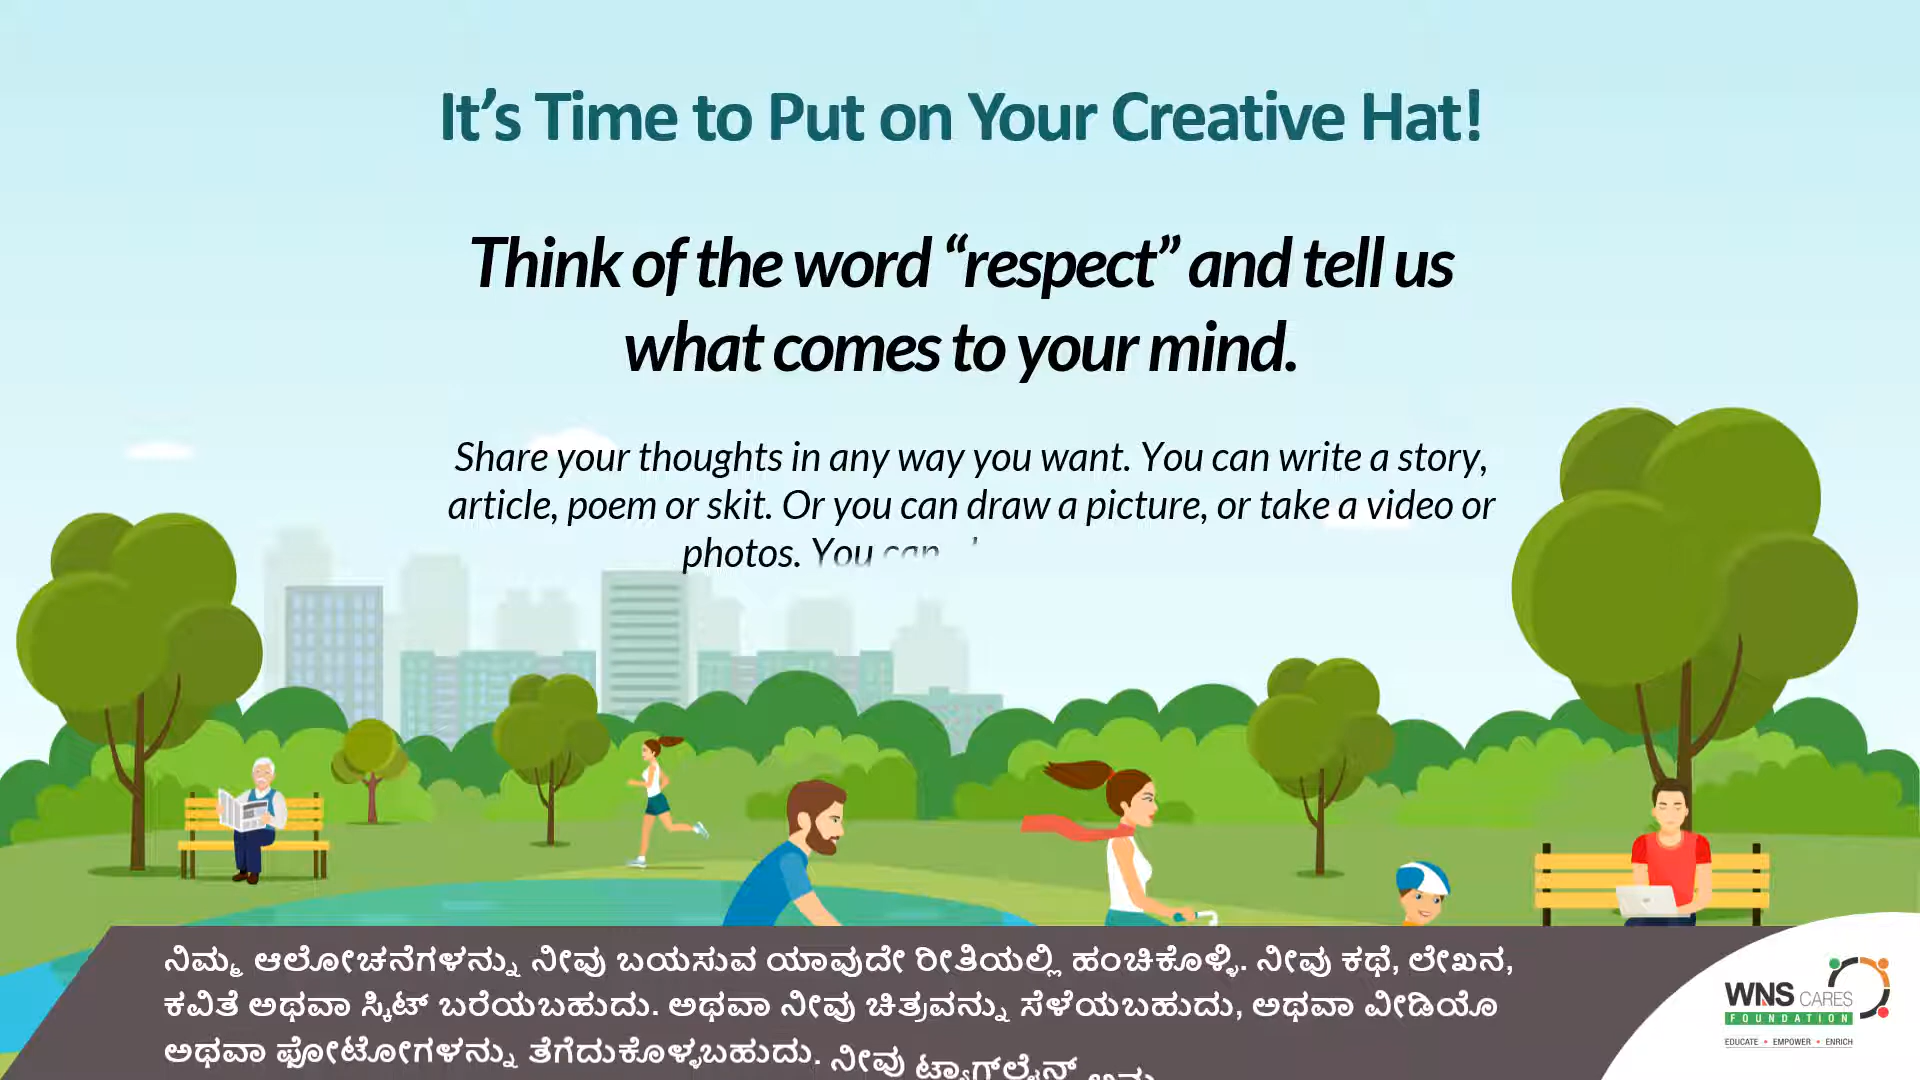 It’s Time to Put on Your Creative Hat!
Think of the word “respect” and tell us
what comes to your mind.
Share your thoughts in any way you want. You can write a story,
article, poem or skit. Or you can draw a picture, or take a video or
photos. You can
ನಿಮ್ಮ ಆಲೋಚನೆಗಳನ್ನು ನೀವು ಬಯಸುವ ಯಾವುದೇ ರೀತಿಯಲ್ಲಿ ಹಂಚಿಕೊಳ್ಳಿ. ನೀವು ಕಥೆ, ಲೇಖನ,
ಕವಿತೆ ಅಥವಾ ಸ್ಕಿಟ್ ಬರೆಯಬಹುದು. ಅಥವಾ ನೀವು ಚಿತ್ರವನ್ನು ಸೆಳೆಯಬಹುದು, ಅಥವಾ ವೀಡಿಯೊ
ಅಥವಾ ಫೋಟೋಗಳನ್ನು ತೆಗೆದುಕೊಳ್ಳಬಹುದು. ನೀವು ಟ್ಯಾಗ್‌ಲೈನ್
WNS CARES
FOUNDATION
EDUCATE • EMPOWER • ENRICH